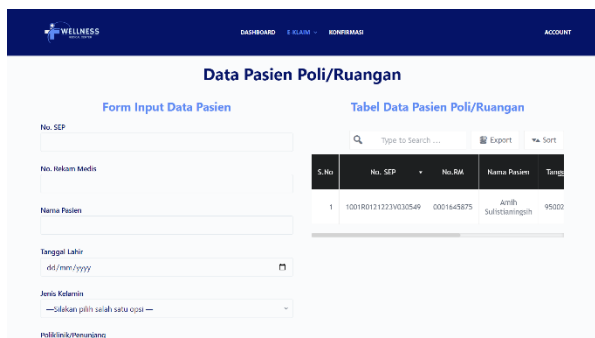 WELLNESS
DASHBOARD E-KLAIM KONFIRMASI ACCOUNT
Data Pasien Poli/Ruangan
Form Input Data Pasien
No. SEP
No. Rekam Medis
Nama Pasien
Tanggal Lahir
dd/mm/yyyy
Jenis Kelamin
—Silakan pilih salah satu opsi —
Poliklinik/Penunjang
Tabel Data Pasien Poli/Ruangan
Type to Search ... Export Sort
S.No No. SEP No.RM Nama Pasien Tangg
1 1001R0121223V030549 0001645875 Amih Sulistianingsih 95002